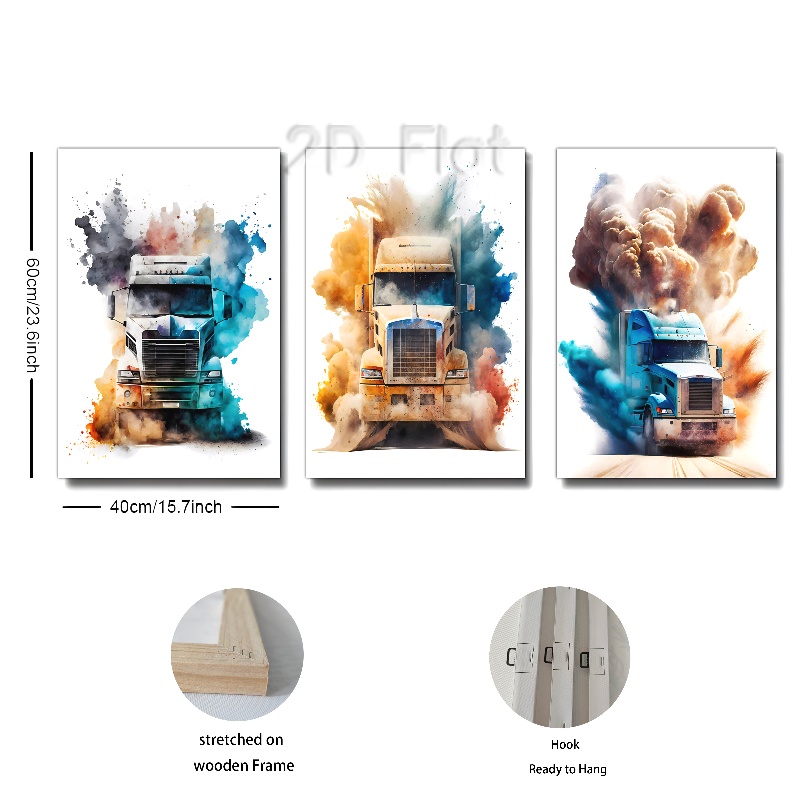 2D Flat
60cm/23.6inch
40cm/15.7inch
stretched on
wooden Frame
Hook
Ready to Hang